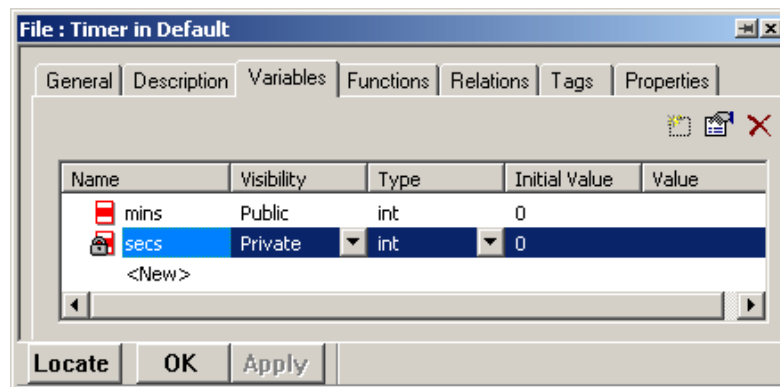 File : Timer in Default
General Description Variables Functions Relations Tags Properties
Name Visibility Type Initial Value Value
mins Public int 0
secs Private int 0
<New>
Locate OK Apply